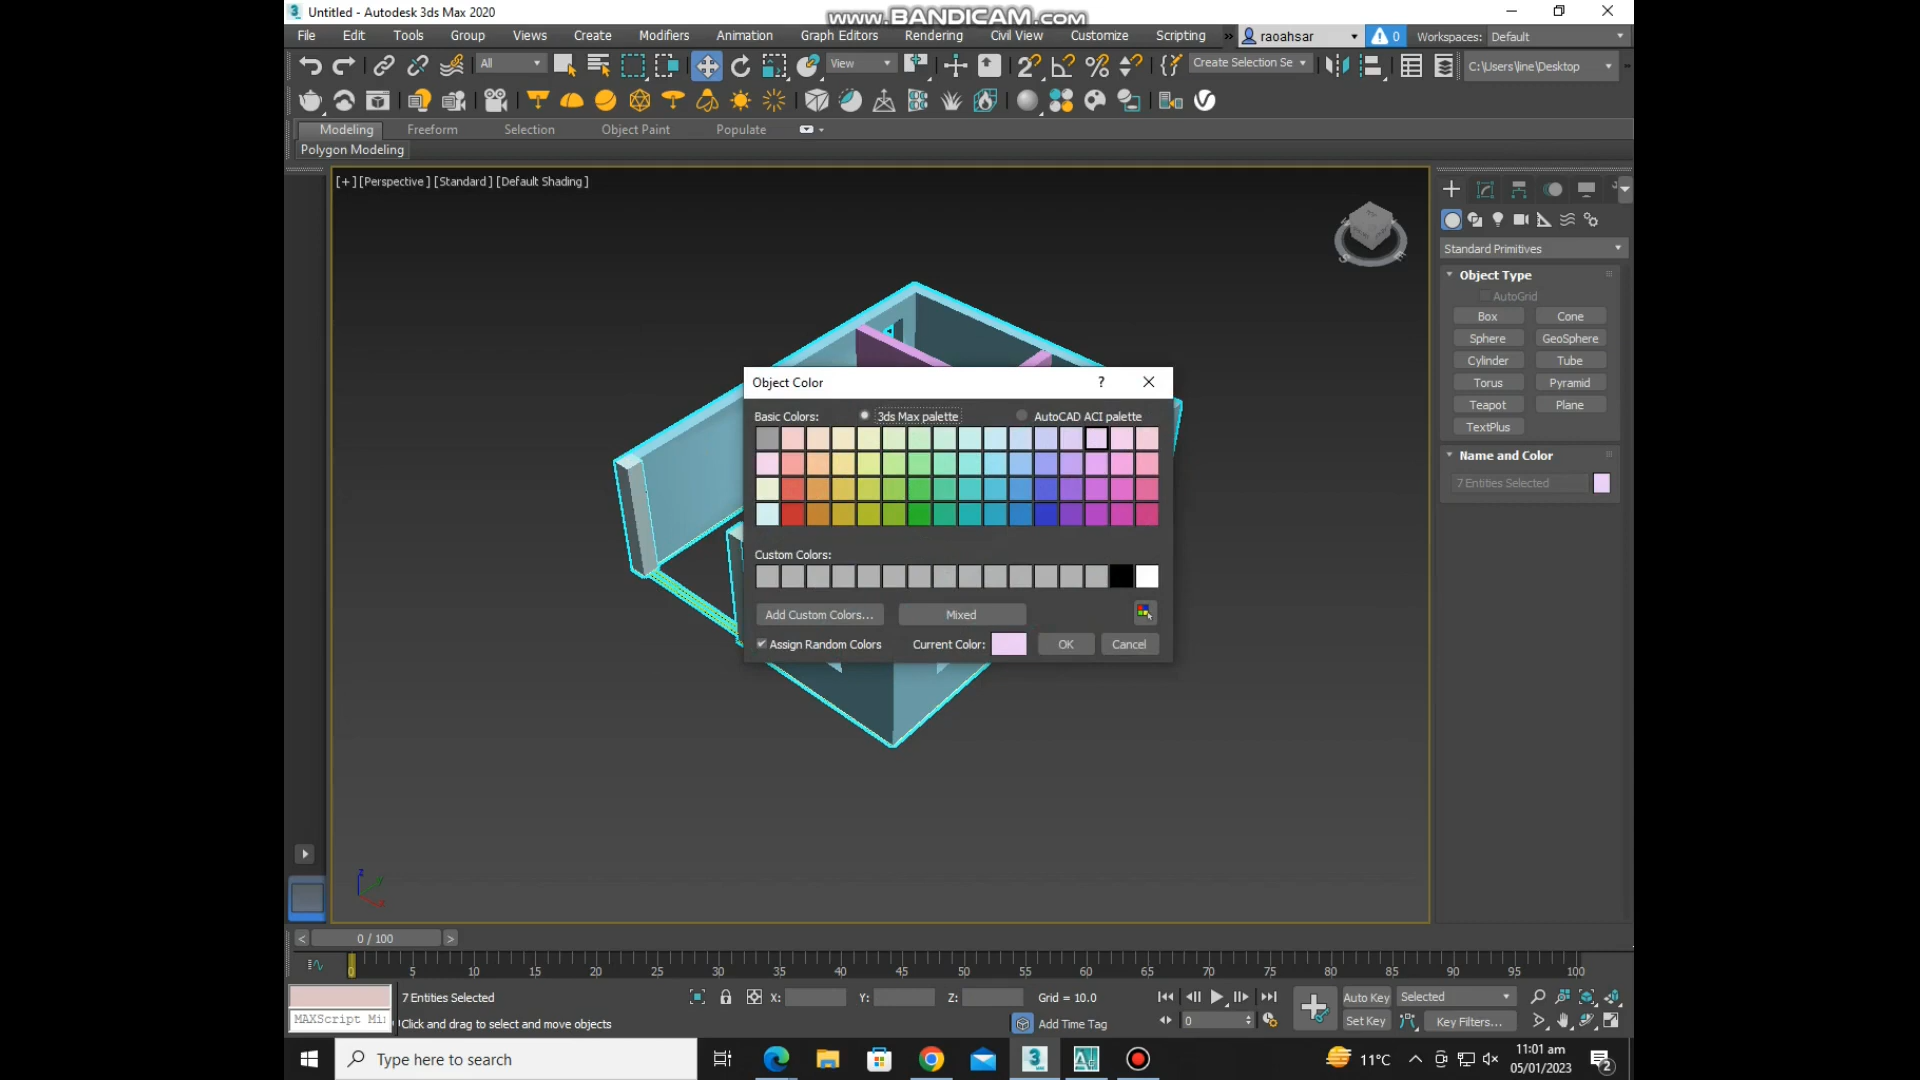 Untitled - Autodesk 3ds Max 2020
www.BANDICAM.com
File Edit Tools Group Views Create Modifiers Animation Graph Editors Rendering Civil View Customize Scripting » raoahsar 0 Workspaces: Default
All View Create Selection Se C:\Users\line\Desktop
Modeling Freeform Selection Object Paint Populate
Polygon Modeling
[+] [Perspective] [Standard] [Default Shading]
Standard Primitives
Object Type
AutoGrid
Box Cone
Sphere GeoSphere
Cylinder Tube
Torus Pyramid
Teapot Plane
TextPlus
Name and Color
7 Entities Selected
Object Color ?
Basic Colors: 3ds Max palette AutoCAD ACI palette
Custom Colors:
Add Custom Colors... Mixed
Assign Random Colors Current Color: OK Cancel
z y x
< 0 / 100 >
0 5 10 15 20 25 30 35 40 45 50 55 60 65 70 75 80 85 90 95 100
7 Entities Selected X: Y: Z: Grid = 10.0 Auto Key Selected
MAXScript Mi Click and drag to select and move objects Add Time Tag 0 Set Key Key Filters...
Type here to search
11°C
11:01 am
05/01/2023
2